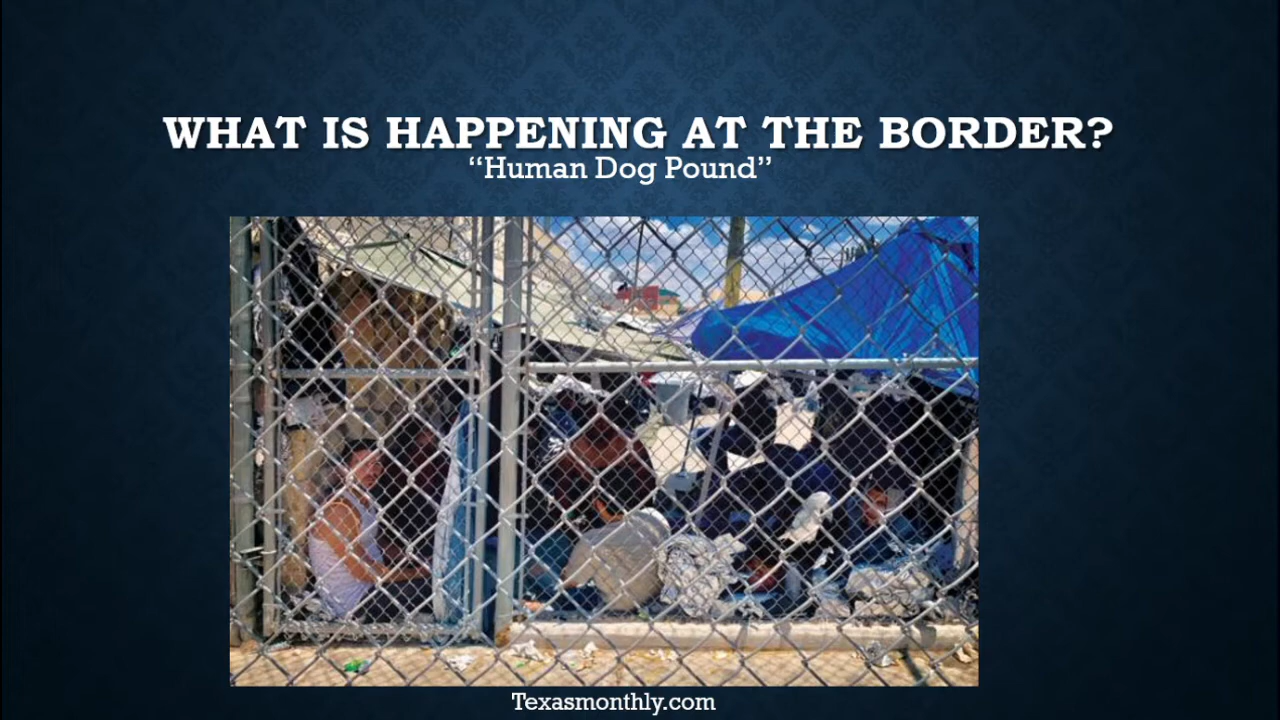 WHAT IS HAPPENING AT THE BORDER?
“Human Dog Pound”
Texasmonthly.com